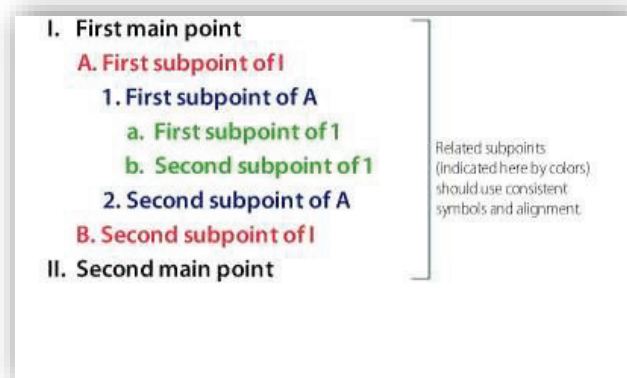 I. First main point
A. First subpoint of I
1. First subpoint of A
a. First subpoint of 1
b. Second subpoint of 1
2. Second subpoint of A
B. Second subpoint of I
II. Second main point
Related subpoints
(indicated here by colors)
should use consistent
symbols and alignment.